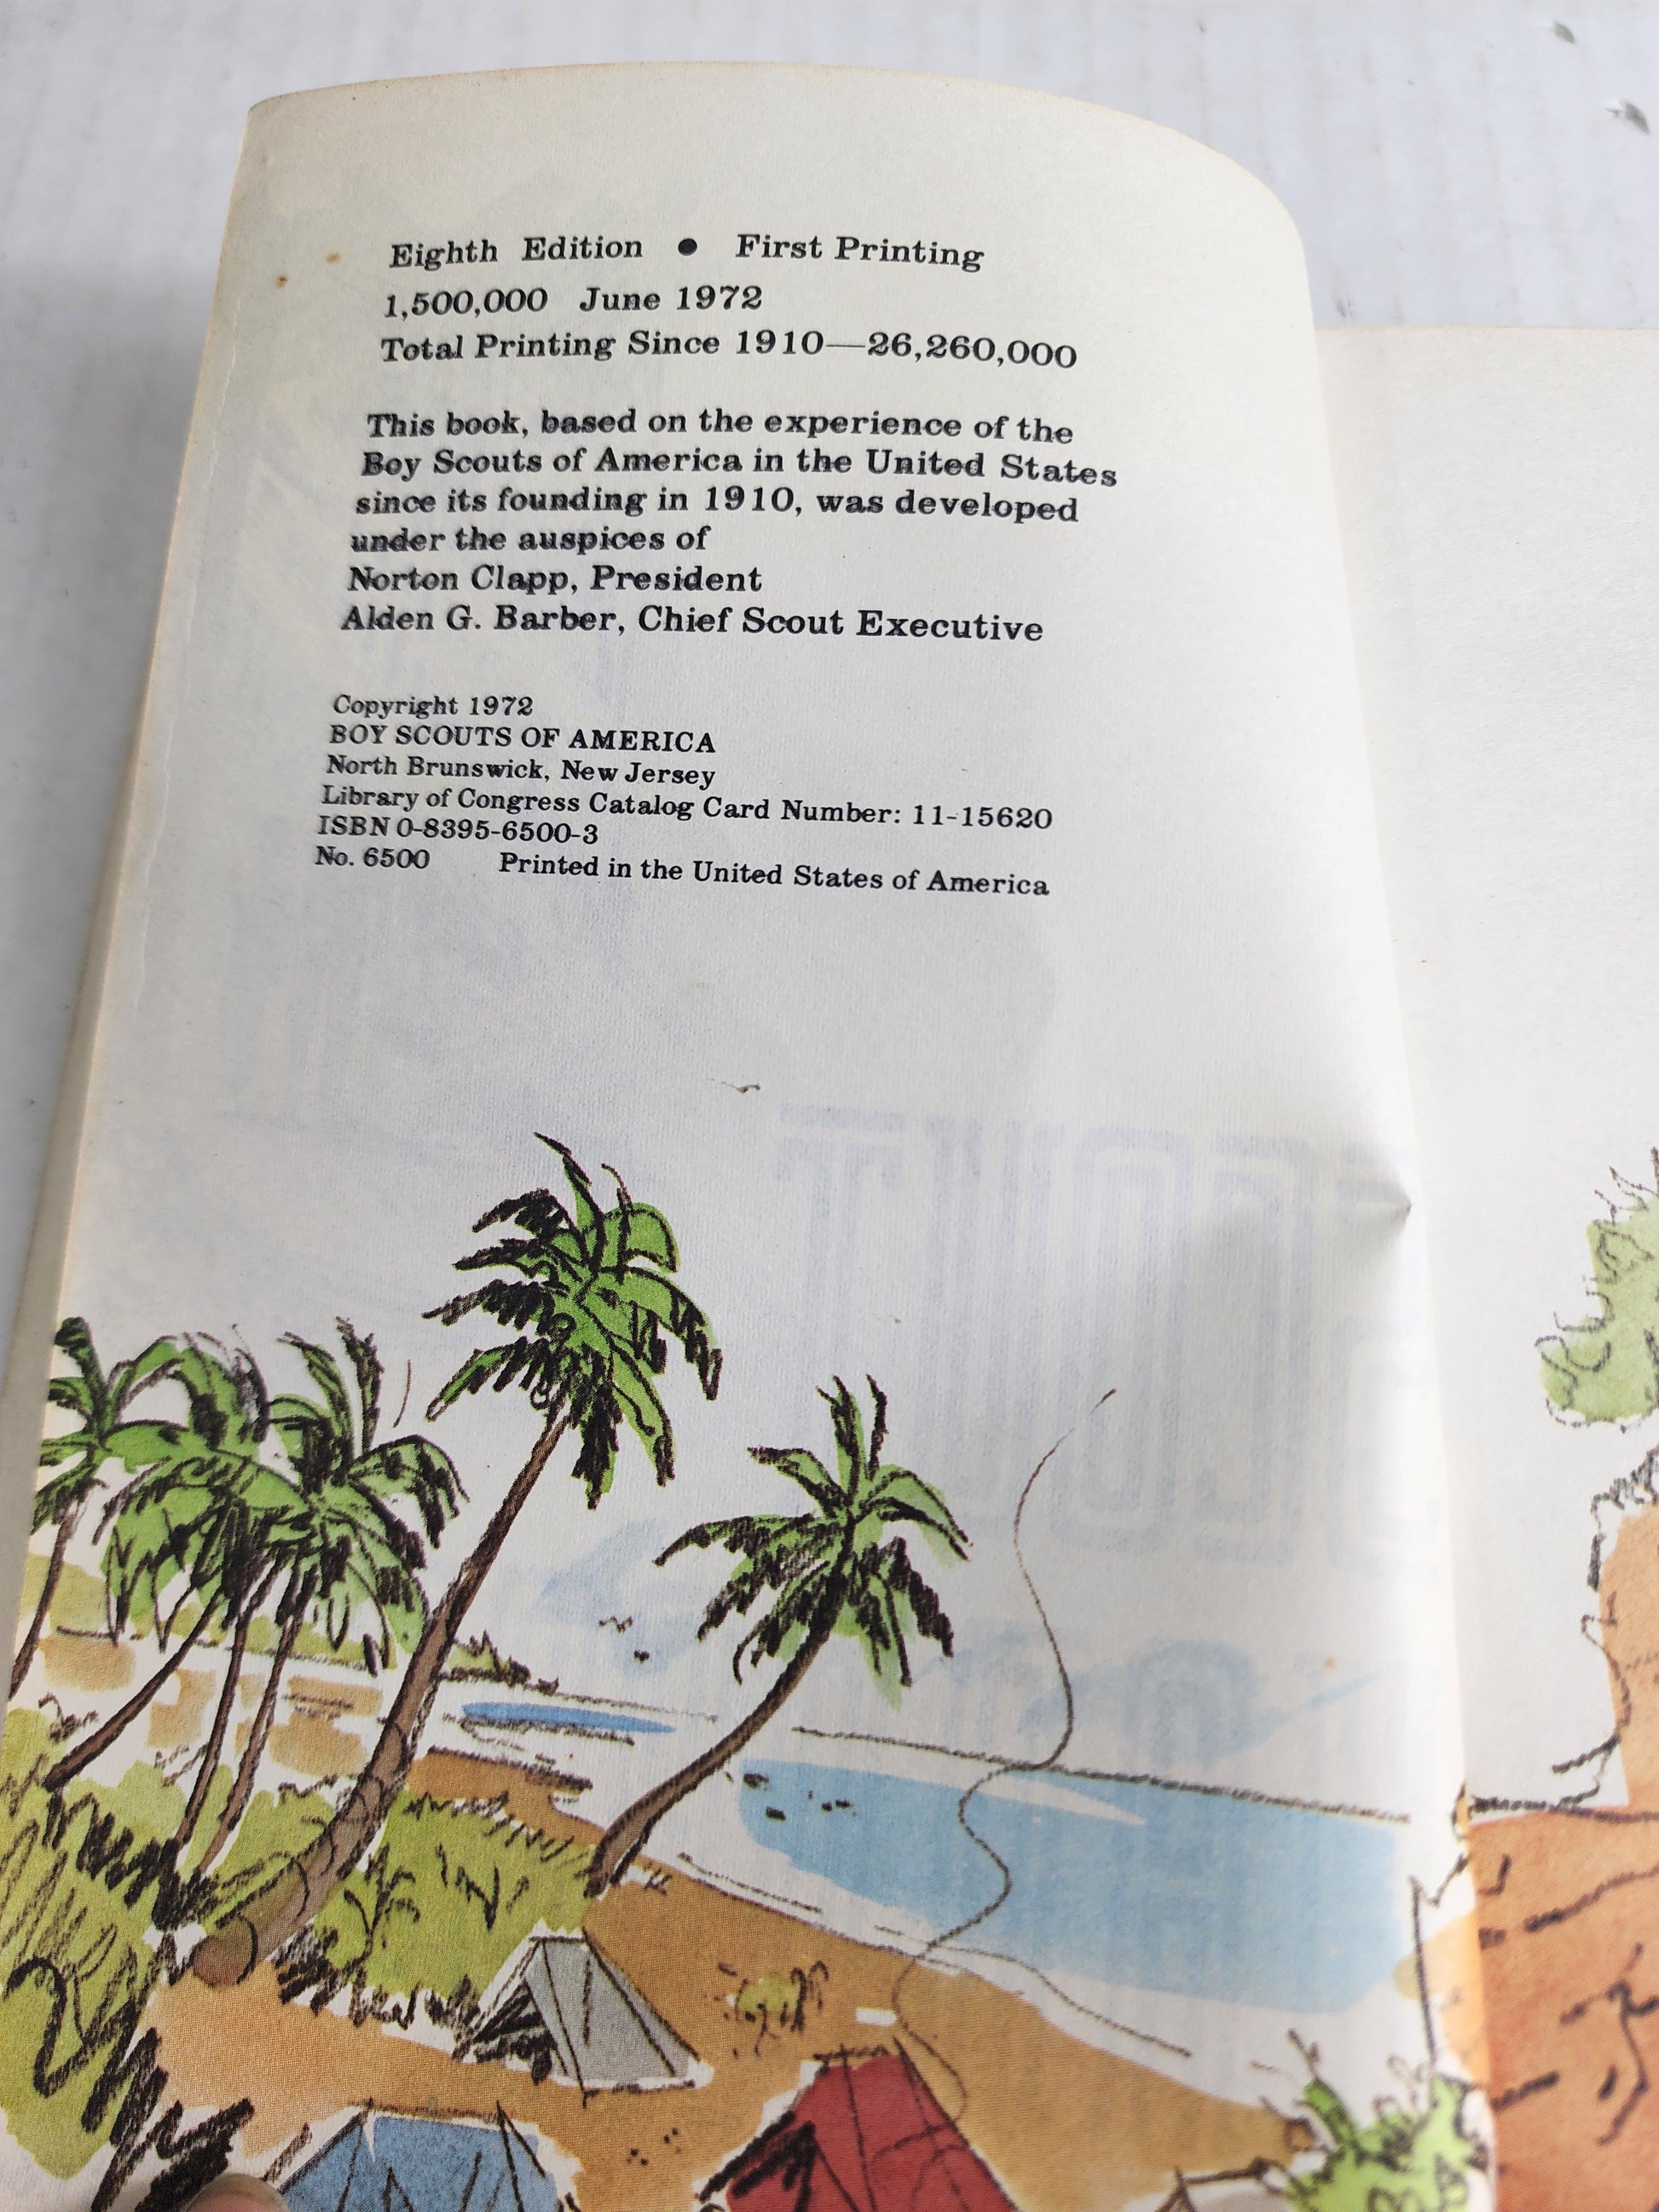 Eighth Edition ● First Printing
1,500,000 June 1972
Total Printing Since 1910—26,260,000
This book, based on the experience of the
Boy Scouts of America in the United States
since its founding in 1910, was developed
under the auspices of
Norton Clapp, President
Alden G. Barber, Chief Scout Executive
Copyright 1972
BOY SCOUTS OF AMERICA
North Brunswick, New Jersey
Library of Congress Catalog Card Number: 11-15620
ISBN 0-8395-6500-3
No. 6500 Printed in the United States of America